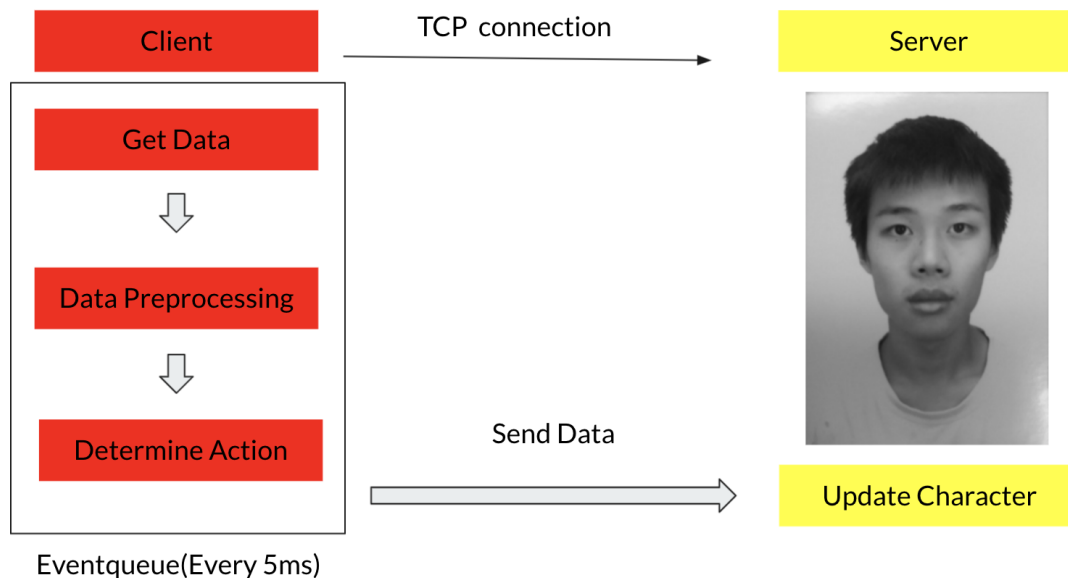 Client
TCP connection
Server
Get Data
Data Preprocessing
Determine Action
Send Data
Update Character
Eventqueue(Every 5ms)